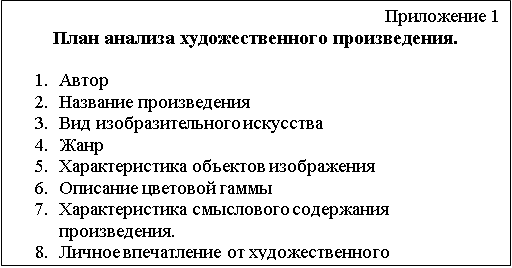 Приложение 1
План анализа художественного произведения.
1. Автор
2. Название произведения
3. Вид изобразительного искусства
4. Жанр
5. Характеристика объектов изображения
6. Описание цветовой гаммы
7. Характеристика смыслового содержания
произведения.
8. Личное впечатление от художественного